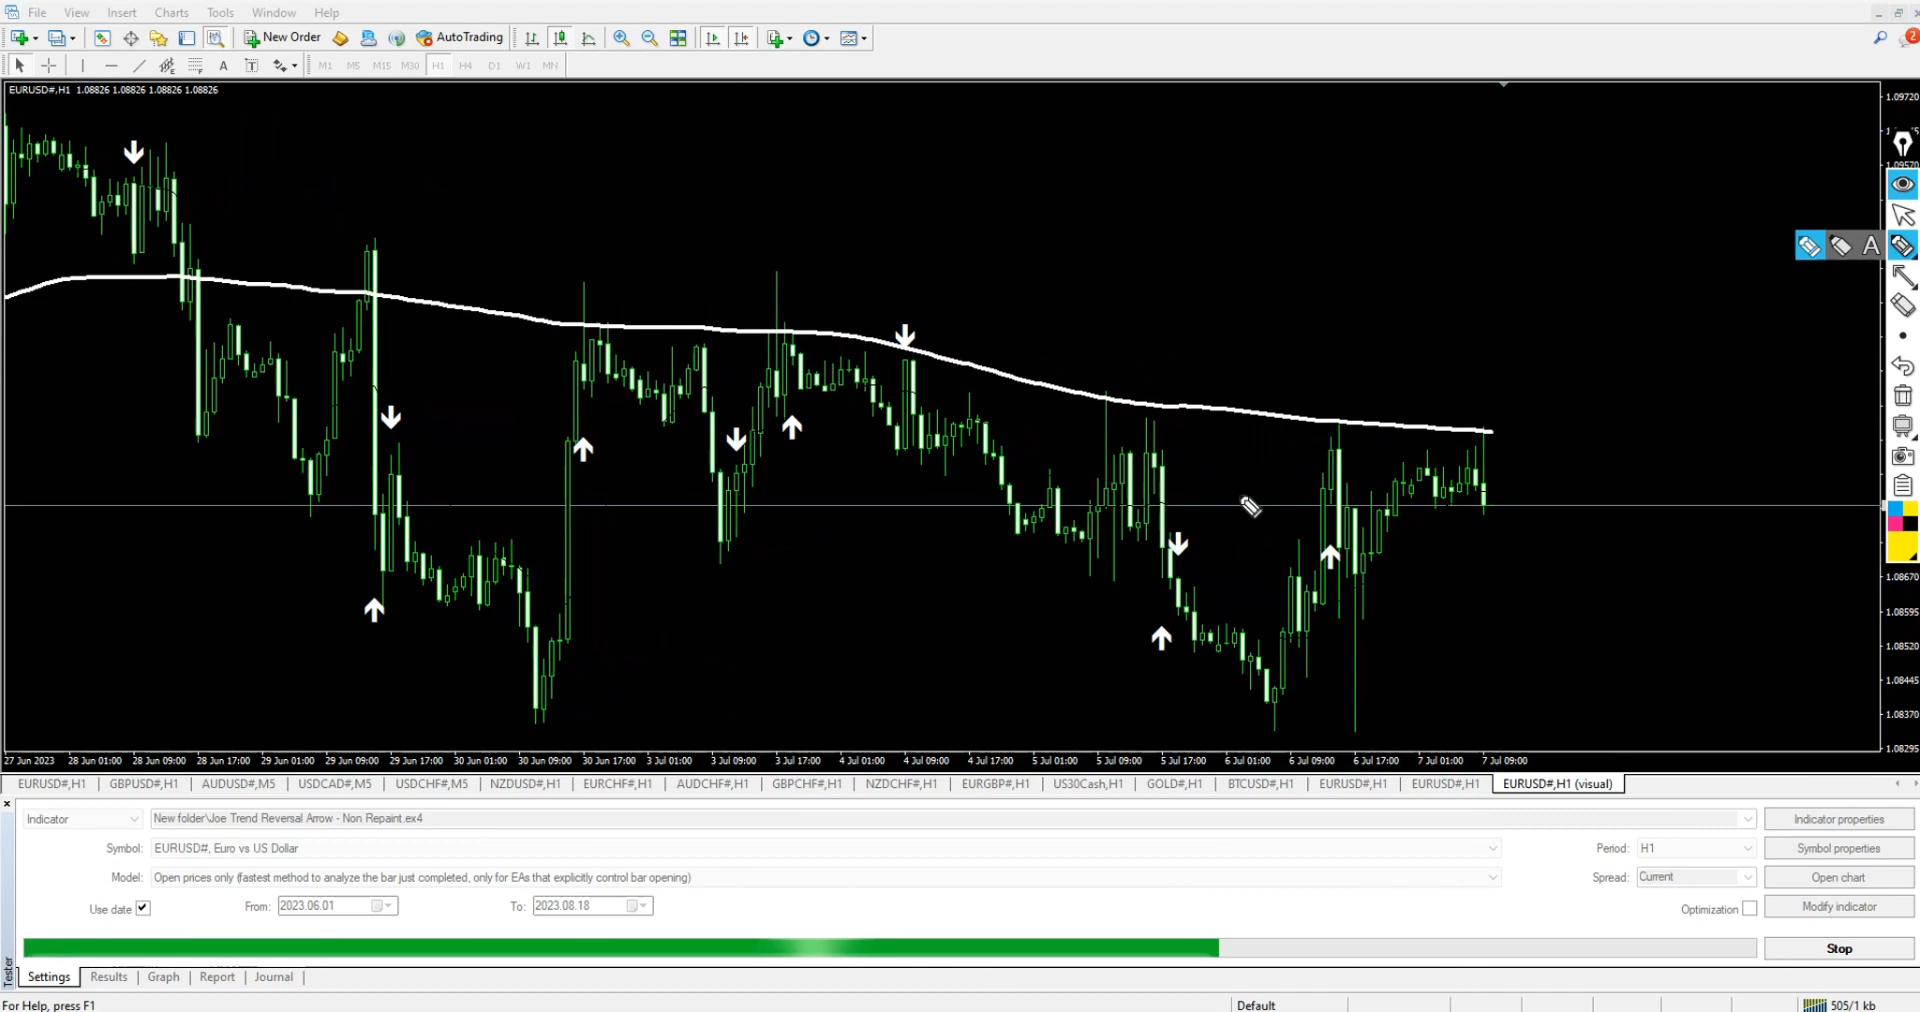 File View Insert Charts Tools Window Help
New Order AutoTrading 2
A T M1 M5 M15 M30 H1 H4 D1 W1 MN
EURUSD#,H1 1.08826 1.08826 1.08826 1.08826
1.09720
1.09570
A
1.08670
1.08595
1.08520
1.08445
1.08370
1.08295
27 Jun 2023 28 Jun 01:00 28 Jun 09:00 28 Jun 17:00 29 Jun 01:00 29 Jun 09:00 29 Jun 17:00 30 Jun 01:00 30 Jun 09:00 30 Jun 17:00 3 Jul 01:00 3 Jul 09:00 3 Jul 17:00 4 Jul 01:00 4 Jul 09:00 4 Jul 17:00 5 Jul 01:00 5 Jul 09:00 5 Jul 17:00 6 Jul 01:00 6 Jul 09:00 6 Jul 17:00 7 Jul 01:00 7 Jul 09:00
EURUSD#,H1 GBPUSD#,H1 AUDUSD#,M5 USDCAD#,M5 USDCHF#,M5 NZDUSD#,H1 EURCHF#,H1 AUDCHF#,H1 GBPCHF#,H1 NZDCHF#,H1 EURGBP#,H1 US30Cash,H1 GOLD#,H1 BTCUSD#,H1 EURUSD#,H1 EURUSD#,H1 EURUSD#,H1 (visual)
Indicator New folder\Joe Trend Reversal Arrow - Non Repaint.ex4 Indicator properties
Symbol: EURUSD#, Euro vs US Dollar Period: H1 Symbol properties
Model: Open prices only (fastest method to analyze the bar just completed, only for EAs that explicitly control bar opening) Spread: Current Open chart
Use date From: 2023.06.01 To: 2023.08.18 Optimization Modify indicator
Stop
Tester
Settings Results Graph Report Journal
For Help, press F1 Default 505/1 kb